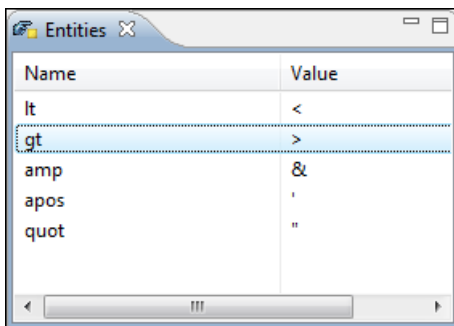 Entities
Name Value
lt <
gt >
amp &
apos '
quot "